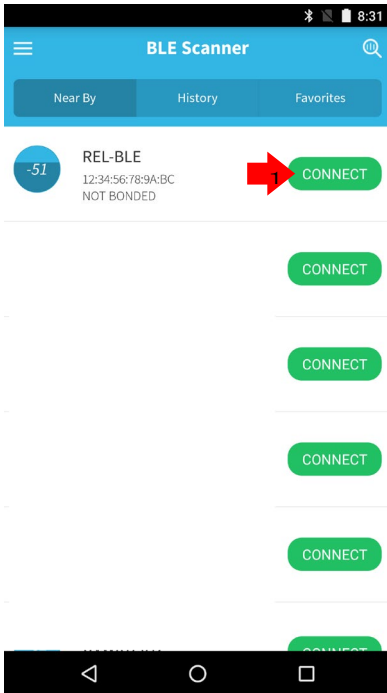 8:31
BLE Scanner
Near By
History
Favorites
-51
REL-BLE
12:34:56:78:9A:BC
NOT BONDED
1
CONNECT
CONNECT
CONNECT
CONNECT
CONNECT